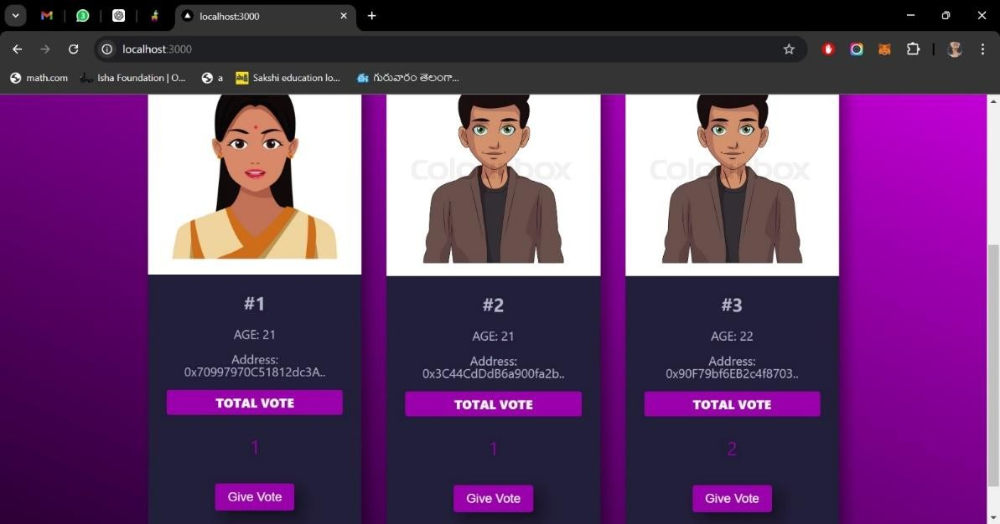 3
localhost:3000
localhost:3000
math.com
Isha Foundation | O...
a
Sakshi education lo...
గురువారం తెలంగా...
Colorbox
Colorbox
#1
AGE: 21
Address:
0x70997970C51812dc3A..
TOTAL VOTE
1
Give Vote
#2
AGE: 21
Address:
0x3C44CdDdB6a900fa2b..
TOTAL VOTE
1
Give Vote
#3
AGE: 22
Address:
0x90F79bf6EB2c4f8703..
TOTAL VOTE
2
Give Vote